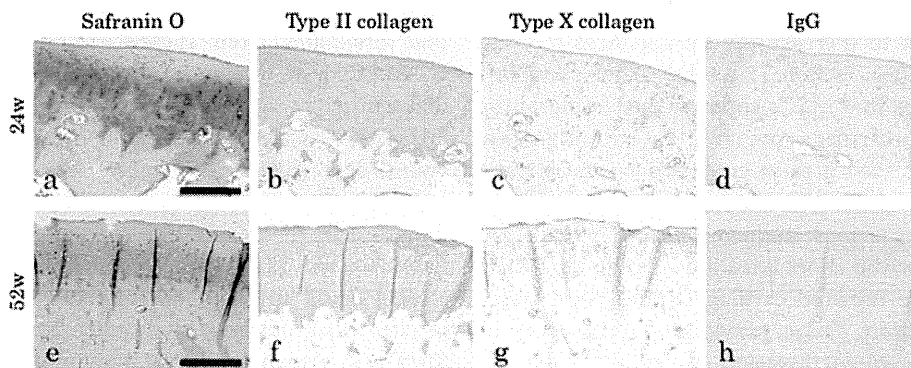 Safranin O Type II collagen Type X collagen IgG
24w
a b c d
52w
e f g h